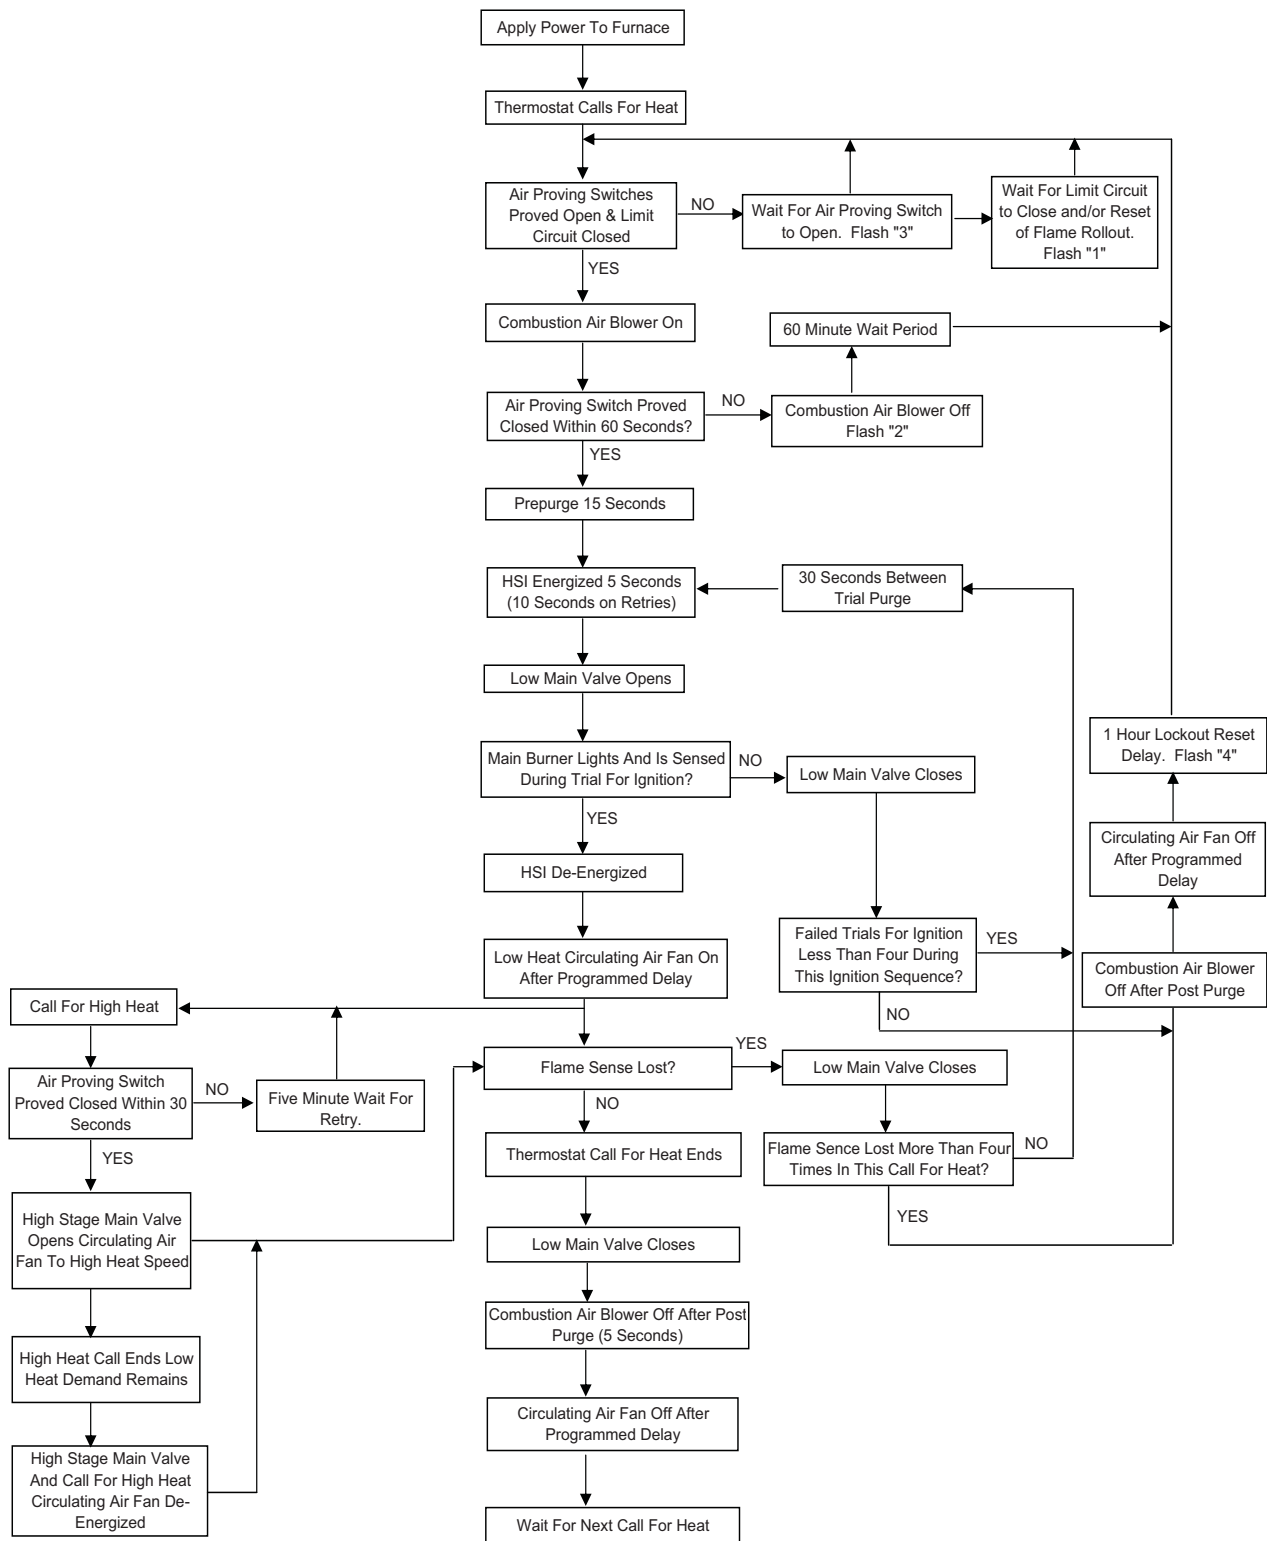 Apply Power To Furnace
Thermostat Calls For Heat
Air Proving Switches
Proved Open & Limit
Circuit Closed
NO
Wait For Air Proving Switch
to Open.  Flash "3"
Wait For Limit Circuit
to Close and/or Reset
of Flame Rollout.
Flash "1"
YES
Combustion Air Blower On
60 Minute Wait Period
Air Proving Switch Proved
Closed Within 60 Seconds?
NO
Combustion Air Blower Off
Flash "2"
YES
Prepurge 15 Seconds
HSI Energized 5 Seconds
(10 Seconds on Retries)
30 Seconds Between
Trial Purge
Low Main Valve Opens
1 Hour Lockout Reset
Delay.  Flash "4"
Main Burner Lights And Is Sensed
During Trial For Ignition?
NO
Low Main Valve Closes
YES
Circulating Air Fan Off
After Programmed
Delay
HSI De-Energized
Failed Trials For Ignition
Less Than Four During
This Ignition Sequence?
YES
Low Heat Circulating Air Fan On
After Programmed Delay
Combustion Air Blower
Off After Post Purge
Call For High Heat
NO
Flame Sense Lost?
YES
Low Main Valve Closes
Air Proving Switch
Proved Closed Within 30
Seconds
NO
Five Minute Wait For
Retry.
NO
Thermostat Call For Heat Ends
Flame Sence Lost More Than Four
Times In This Call For Heat?
NO
YES
YES
High Stage Main Valve
Opens Circulating Air
Fan To High Heat Speed
Low Main Valve Closes
Combustion Air Blower Off After Post
Purge (5 Seconds)
High Heat Call Ends Low
Heat Demand Remains
Circulating Air Fan Off After
Programmed Delay
High Stage Main Valve
And Call For High Heat
Circulating Air Fan De-
Energized
Wait For Next Call For Heat